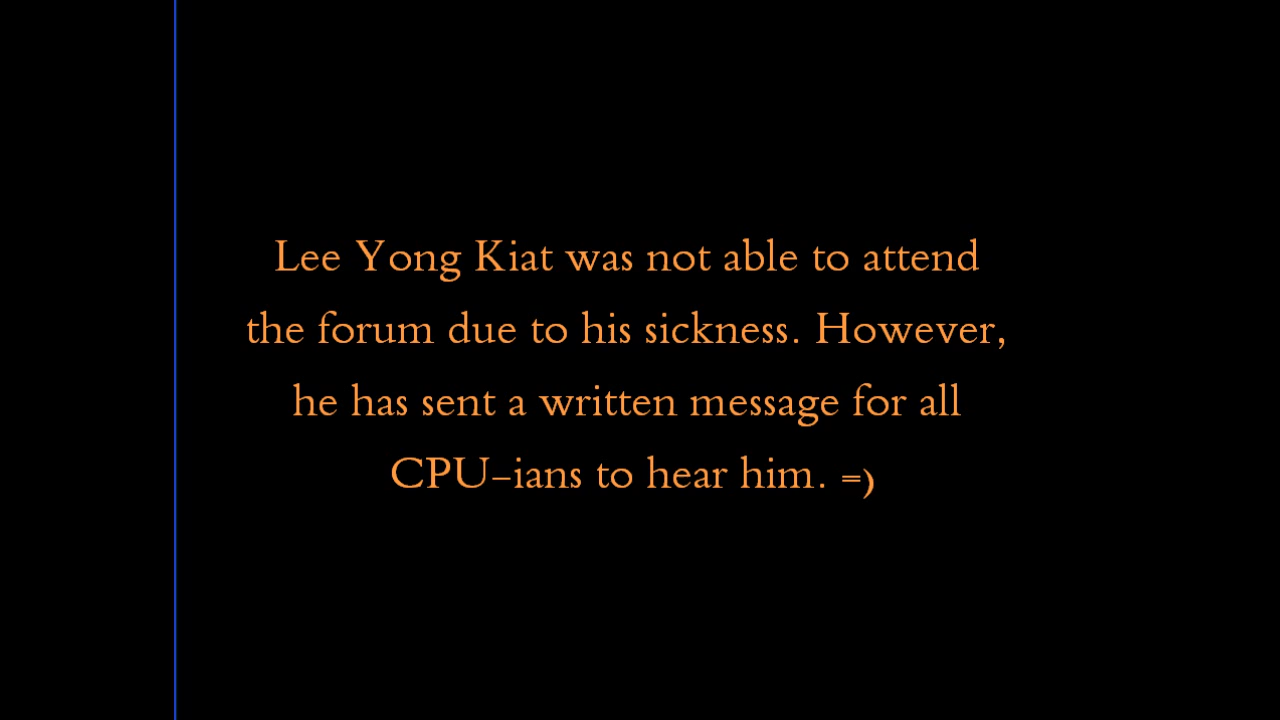 Lee Yong Kiat was not able to attend
the forum due to his sickness. However,
he has sent a written message for all
CPU-ians to hear him. =)